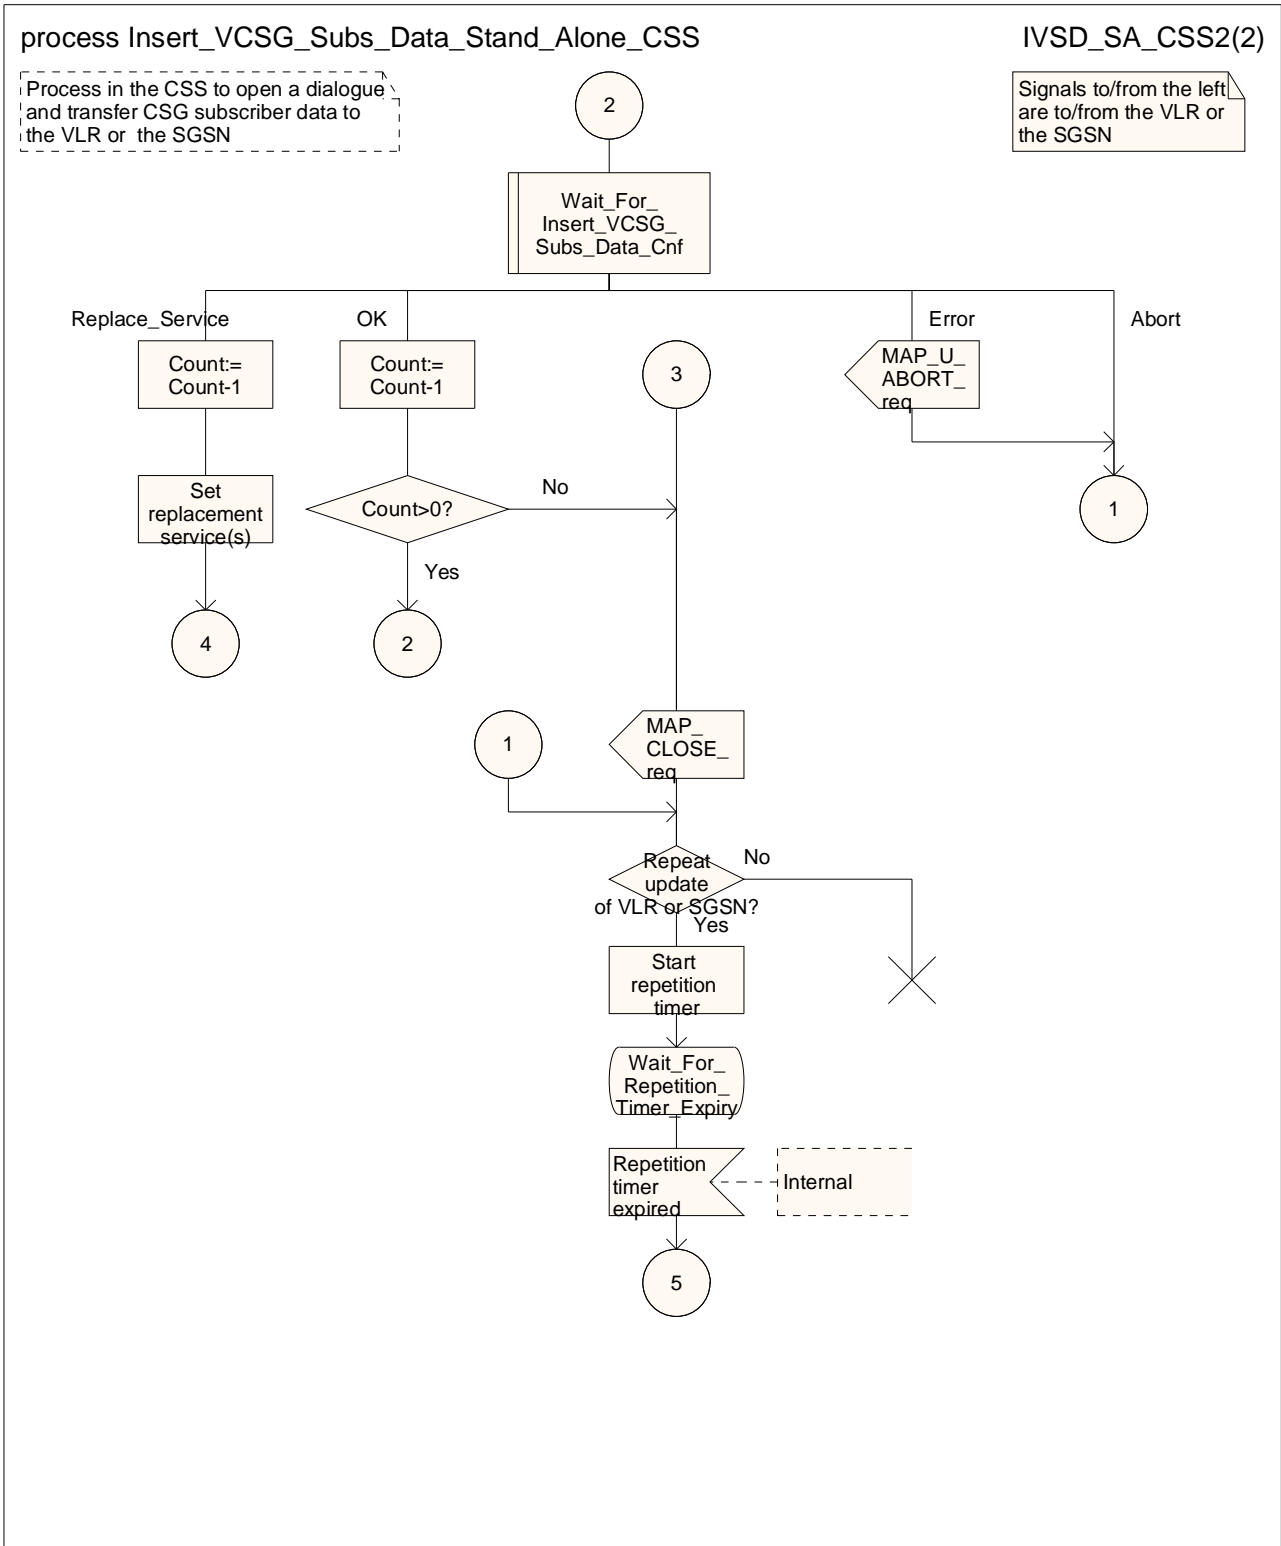 process Insert_VCSG_Subs_Data_Stand_Alone_CSS
IVSD_SA_CSS2(2)
Process in the CSS to open a dialogue
and transfer CSG subscriber data to
the VLR or  the SGSN
2
Signals to/from the left
are to/from the VLR or
the SGSN
Wait_For_
Insert_VCSG_
Subs_Data_Cnf
Replace_Service
OK
Error
Abort
Count:=
Count-1
Count:=
Count-1
3
MAP_U_
ABORT_
req
Set
replacement
service(s)
Count>0?
No
1
Yes
4
2
1
MAP_
CLOSE_
req
Repeat
update
of VLR or SGSN?
No
Yes
Start
repetition
timer
Wait_For_
Repetition_
Timer_Expiry
Repetition
timer
expired
Internal
5